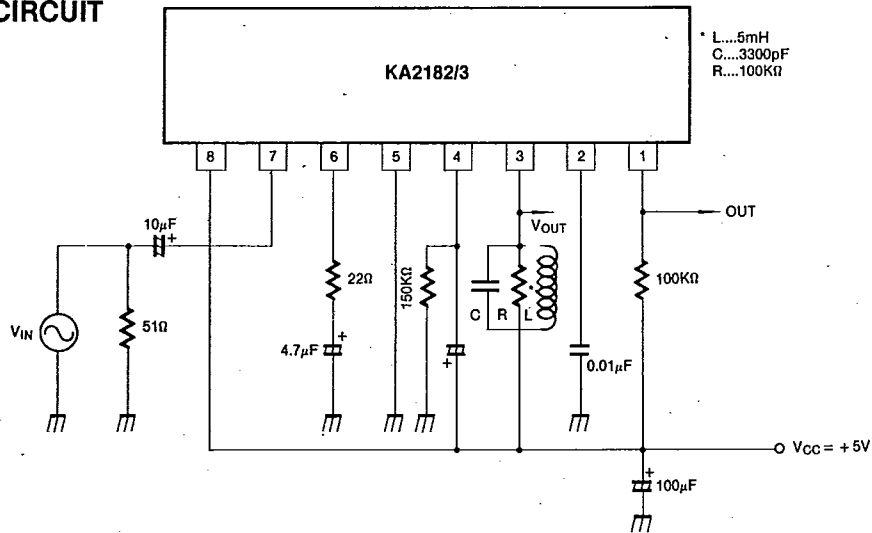 CIRCUIT
KA2182/3
* L....5mH
C....3300pF
R....100KΩ
8 7 6 5 4 3 2 1
10μF
+
VOUT
OUT
VIN
51Ω
22Ω
150KΩ
*
C R L
100KΩ
4.7μF
+
+
0.01μF
VCC = +5V
+
100μF